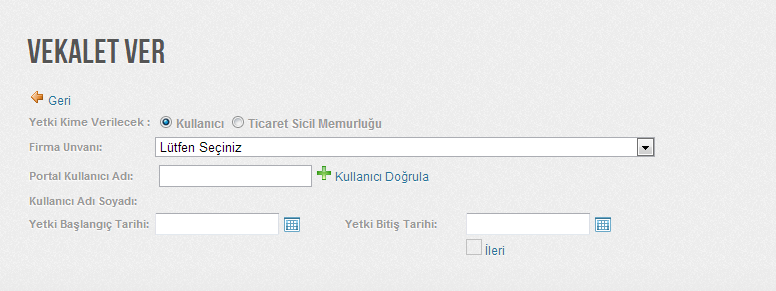 VEKALET VER
Geri
Yetki Kime Verilecek : Kullanıcı Ticaret Sicil Memurluğu
Firma Unvanı: Lütfen Seçiniz
Portal Kullanıcı Adı: Kullanıcı Doğrula
Kullanıcı Adı Soyadı:
Yetki Başlangıç Tarihi: Yetki Bitiş Tarihi:
İleri